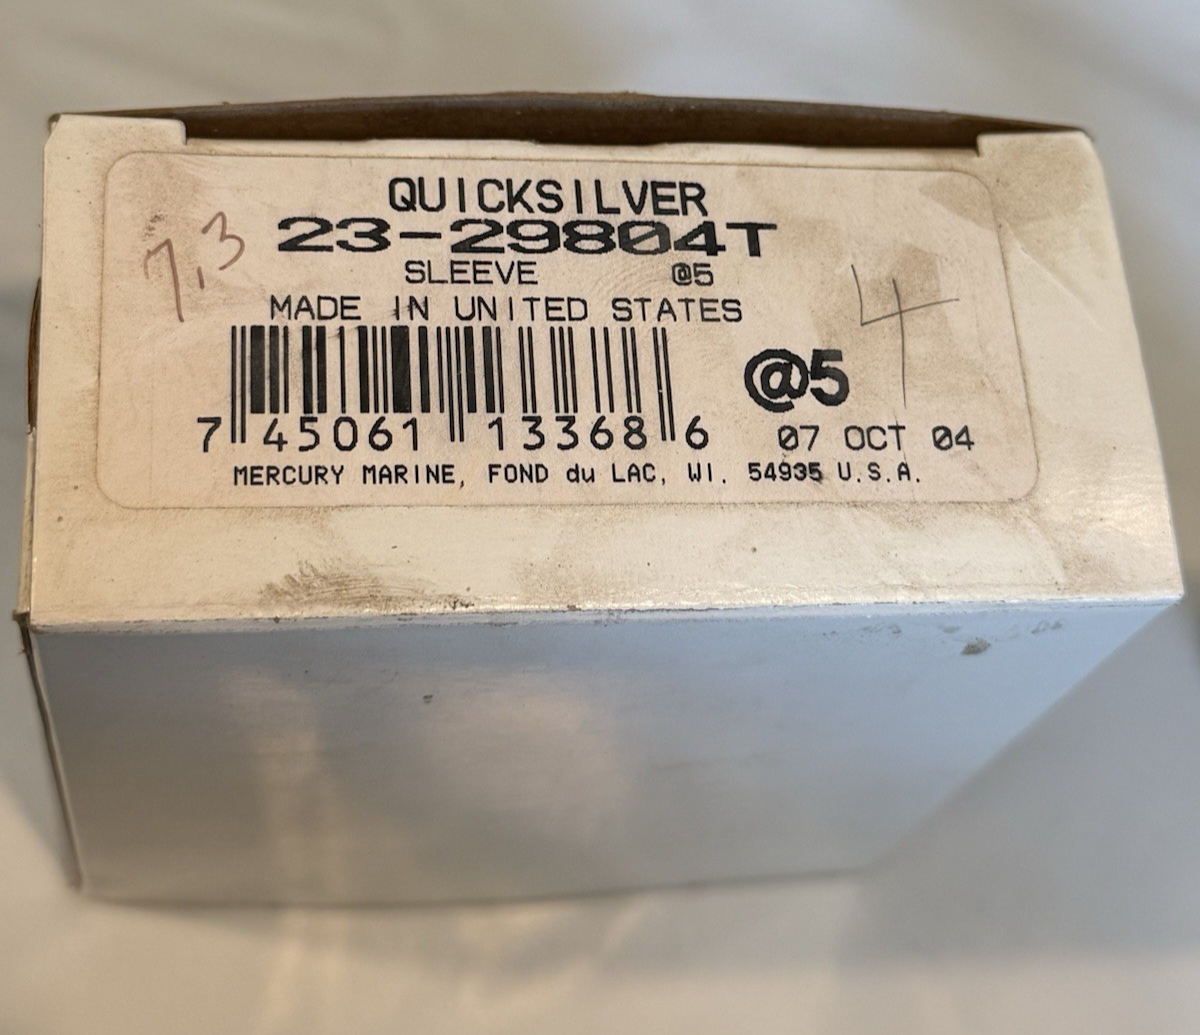 QUICKSILVER
23-29804T
SLEEVE @5
MADE IN UNITED STATES
7,3
4
@5
7 45061 13368 6
07 OCT 04
MERCURY MARINE, FOND du LAC, WI. 54935 U.S.A.